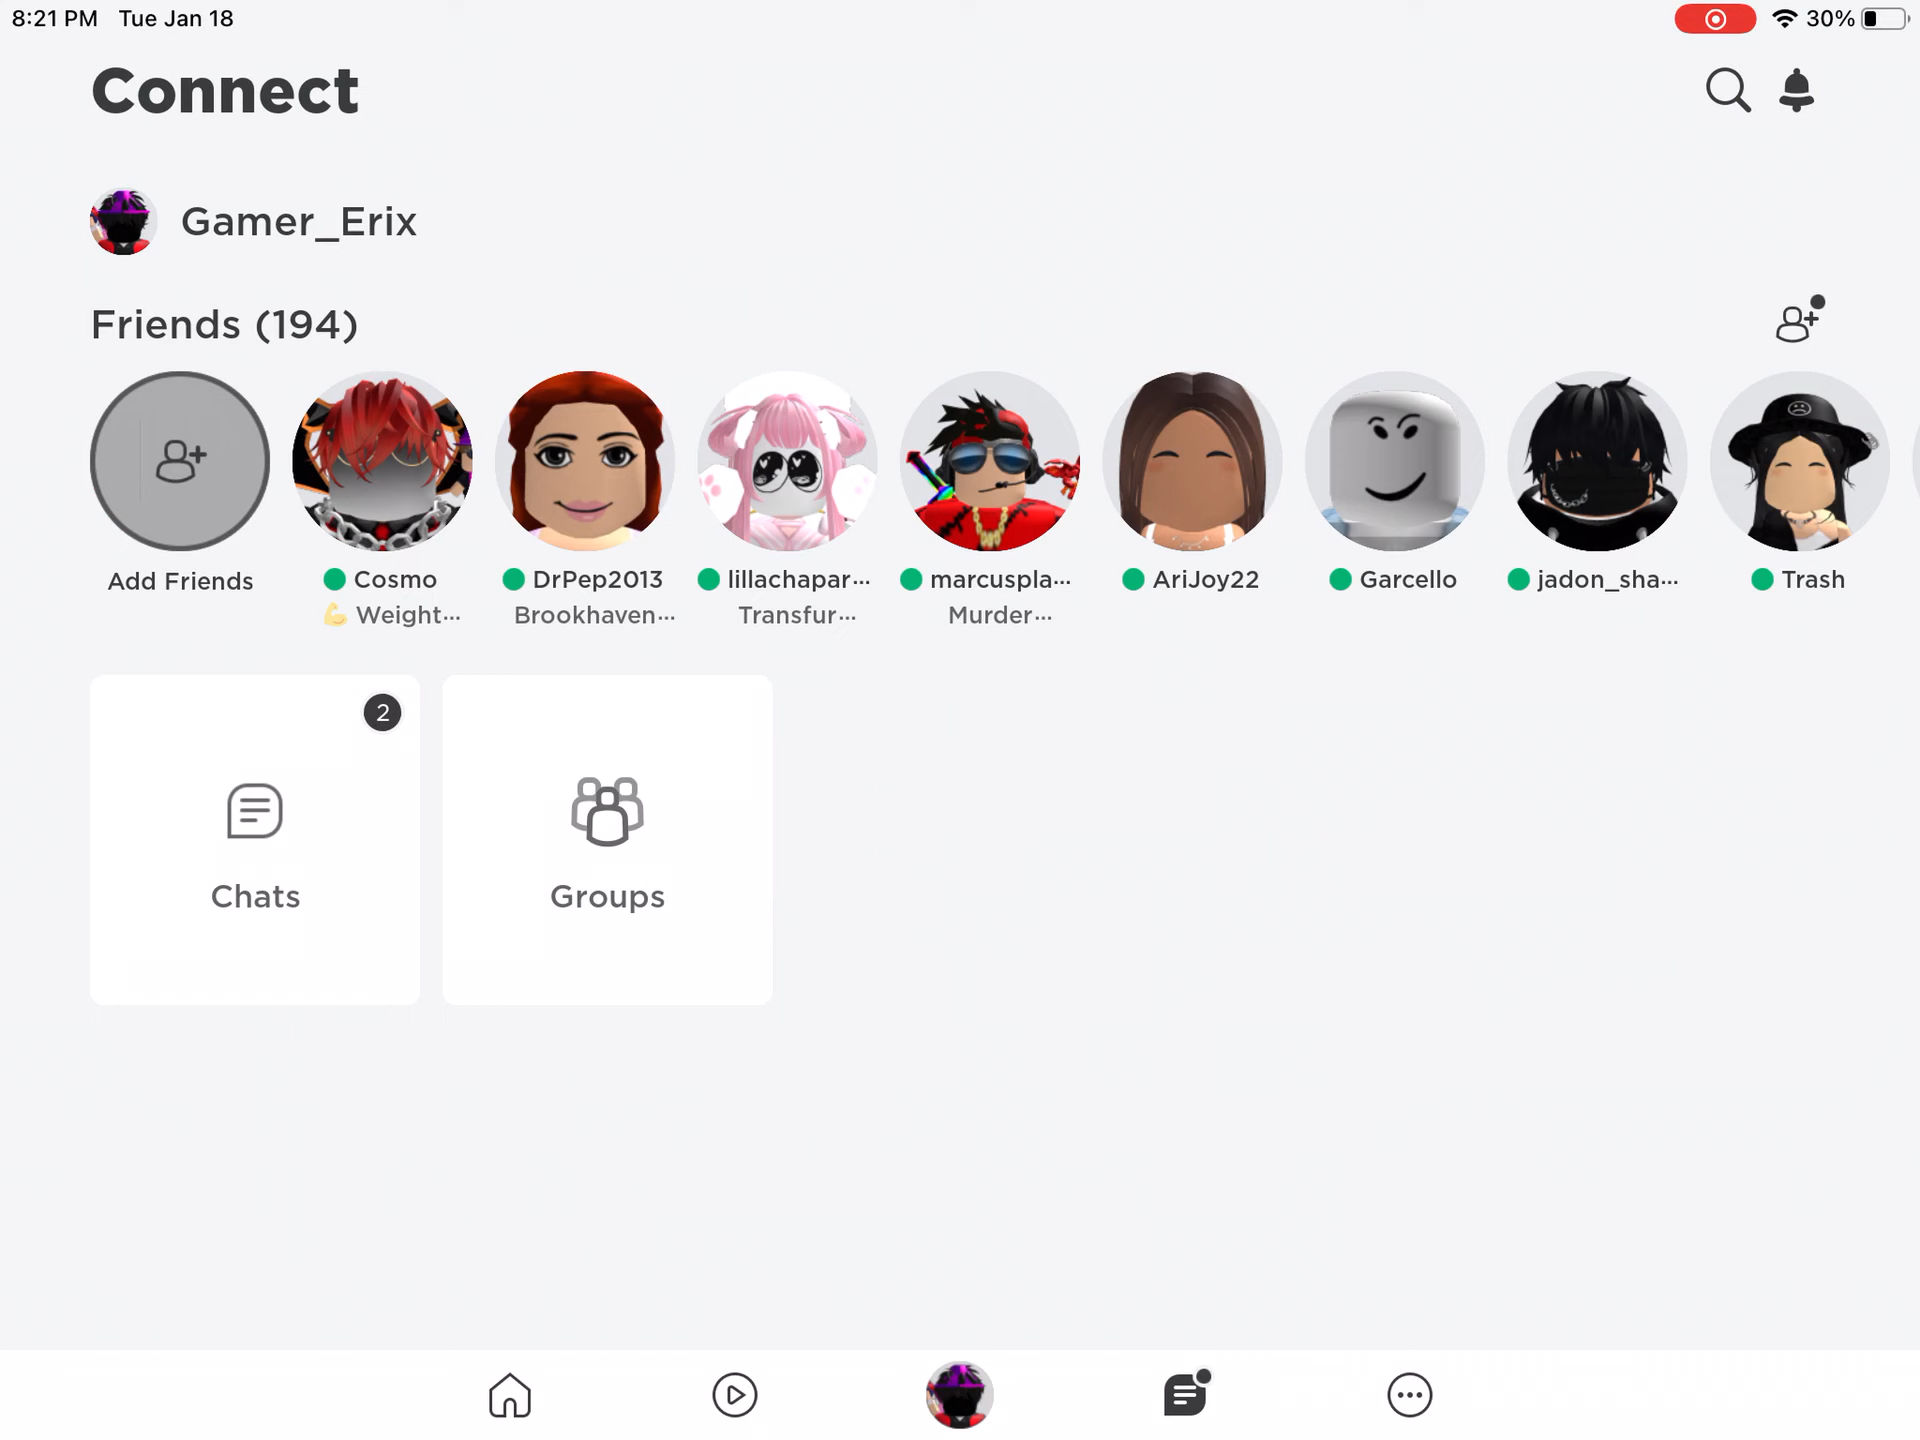 8:21 PM Tue Jan 18 30%
Connect
Gamer_Erix
Friends (194)
Add Friends
Cosmo
💪 Weight...
DrPep2013
Brookhaven...
lillachapar...
Transfur...
marcuspla...
Murder...
AriJoy22
Garcello
jadon_sha...
Trash
2
Chats
Groups